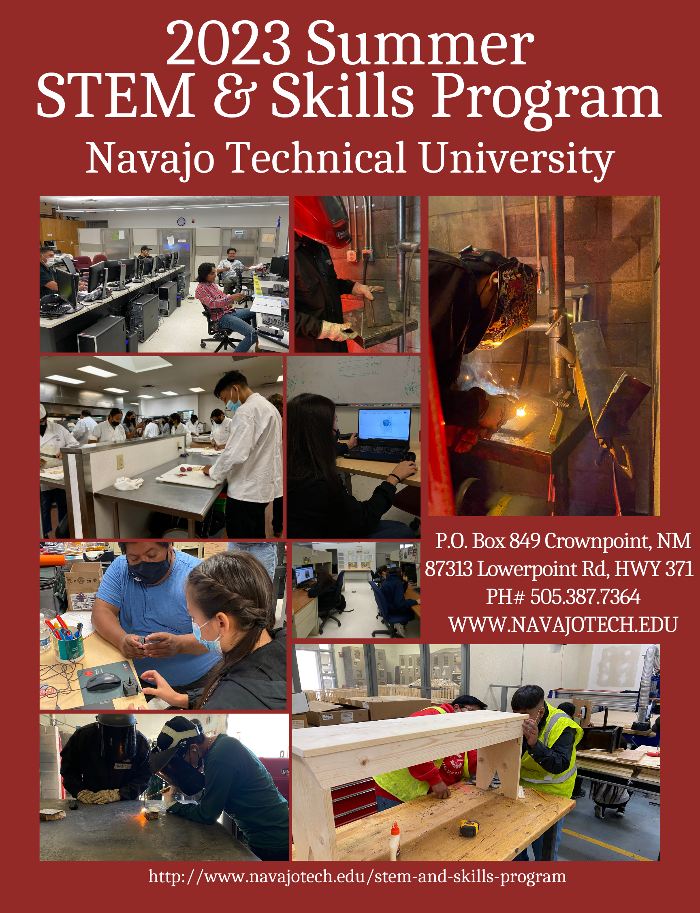 2023 Summer
STEM & Skills Program
Navajo Technical University
P.O. Box 849 Crownpoint, NM
87313 Lowerpoint Rd, HWY 371
PH# 505.387.7364
WWW.NAVAJOTECH.EDU
http://www.navajotech.edu/stem-and-skills-program